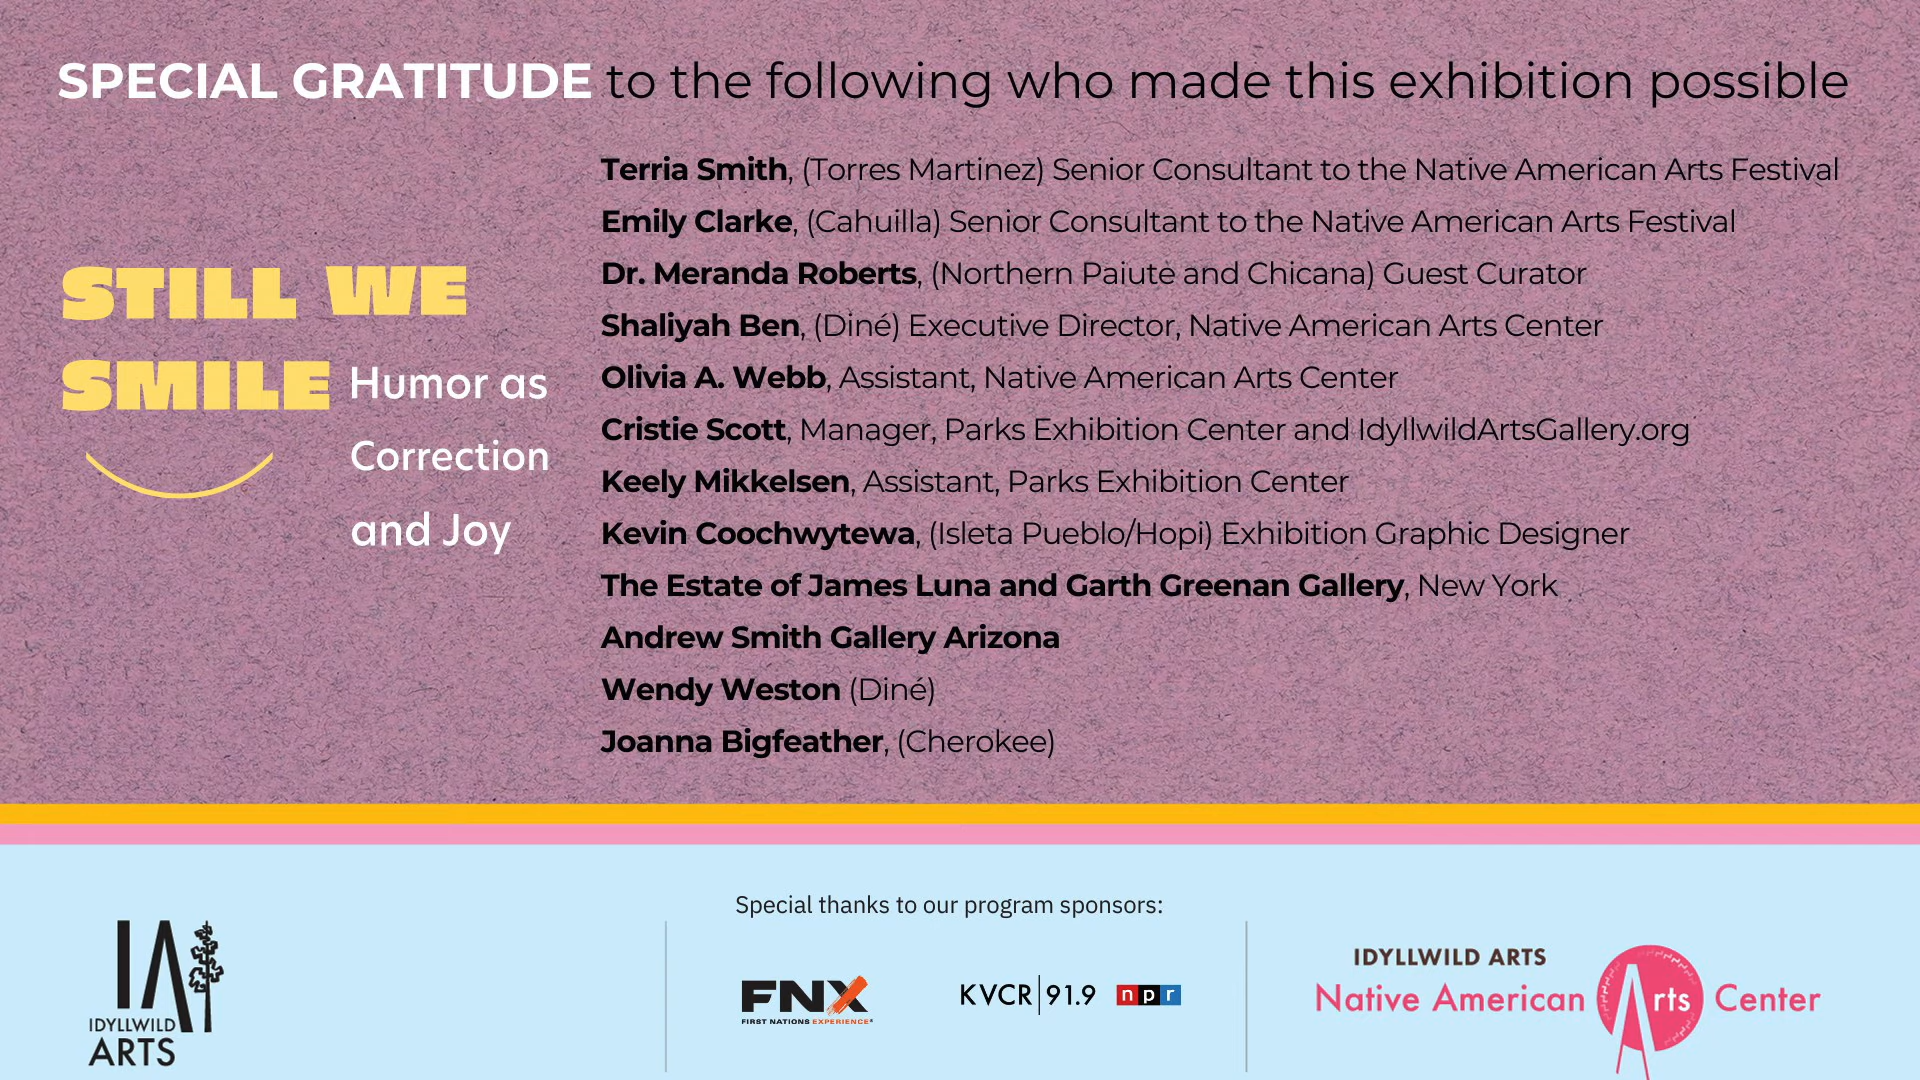 SPECIAL GRATITUDE to the following who made this exhibition possible
STILL WE
SMILE Humor as
Correction
and Joy
Terria Smith, (Torres Martinez) Senior Consultant to the Native American Arts Festival
Emily Clarke, (Cahuilla) Senior Consultant to the Native American Arts Festival
Dr. Meranda Roberts, (Northern Paiute and Chicana) Guest Curator
Shaliyah Ben, (Diné) Executive Director, Native American Arts Center
Olivia A. Webb, Assistant, Native American Arts Center
Cristie Scott, Manager, Parks Exhibition Center and IdyllwildArtsGallery.org
Keely Mikkelsen, Assistant, Parks Exhibition Center
Kevin Coochwytewa, (Isleta Pueblo/Hopi) Exhibition Graphic Designer
The Estate of James Luna and Garth Greenan Gallery, New York
Andrew Smith Gallery Arizona
Wendy Weston (Diné)
Joanna Bigfeather, (Cherokee)
IA
IDYLLWILD
ARTS
Special thanks to our program sponsors:
FNX
FIRST NATIONS EXPERIENCE
KVCR 91.9 npr
IDYLLWILD ARTS
Native American Arts Center